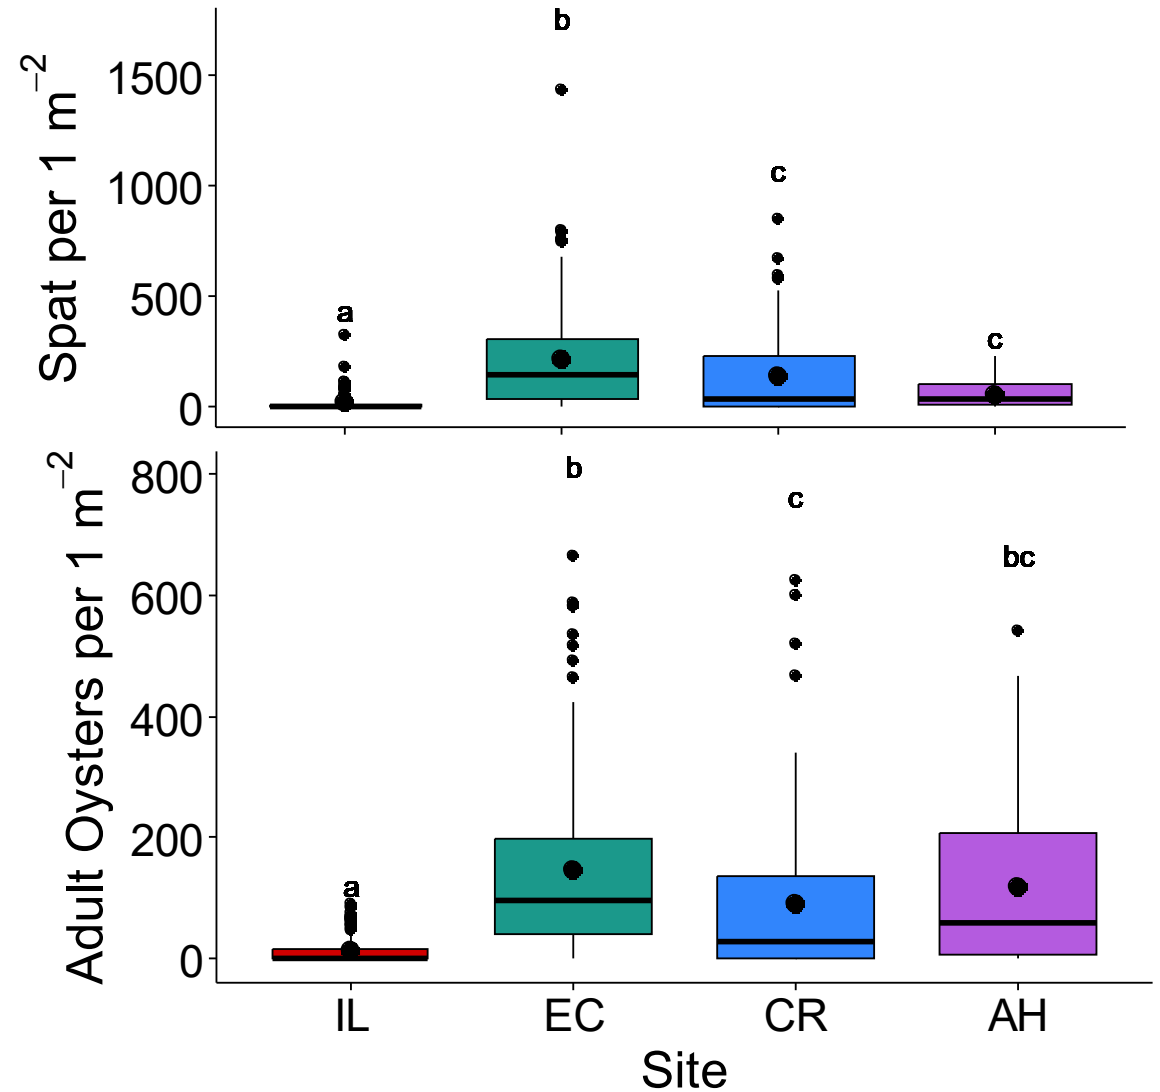 Spat per 1 m⁻²
1500
1000
500
0
a
b
c
c
Adult Oysters per 1 m⁻²
800
600
400
200
0
a
b
c
bc
IL EC CR AH
Site